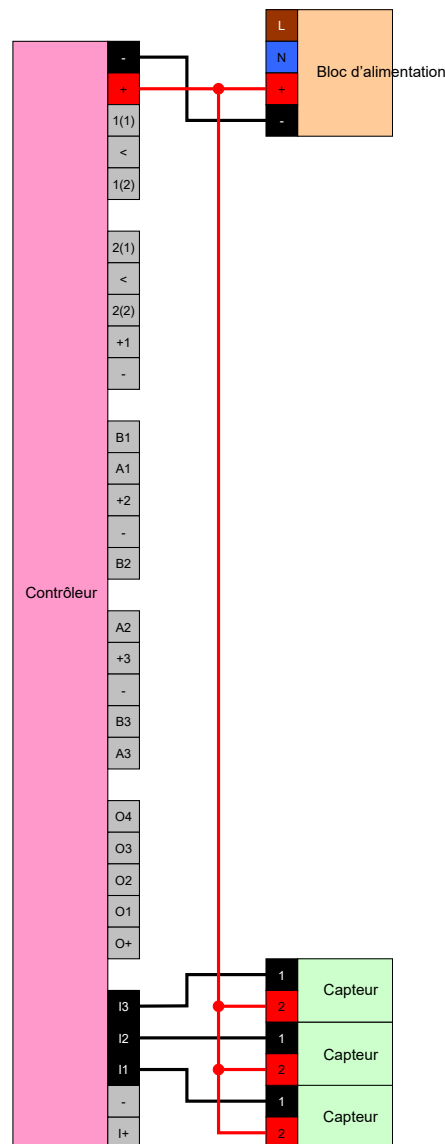 L
N
+
-
Bloc d'alimentation
-
+
1(1)
<
1(2)
2(1)
<
2(2)
+1
-
B1
A1
+2
-
B2
Contrôleur
A2
+3
-
B3
A3
O4
O3
O2
O1
O+
I3
I2
I1
-
I+
1
2
Capteur
1
2
Capteur
1
2
Capteur